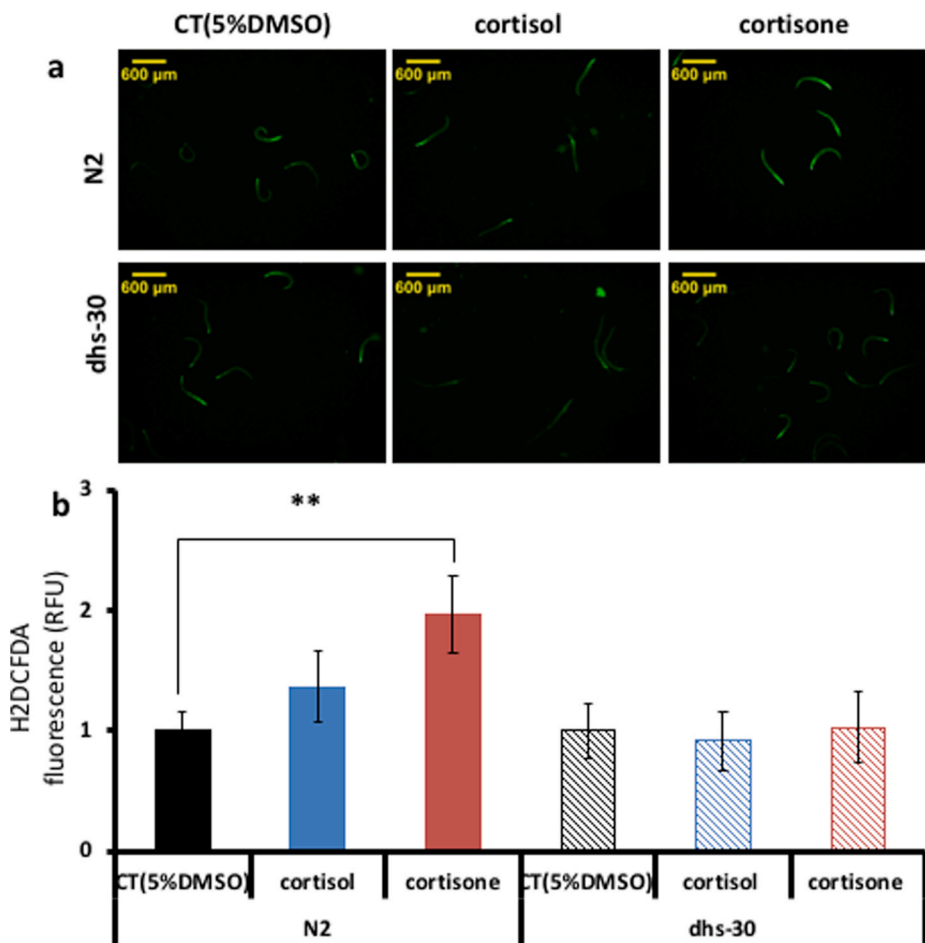 CT(5%DMSO) cortisol cortisone
a
600 µm 600 µm 600 µm
N2
600 µm 600 µm 600 µm
dhs-30
b
3
**
2
1
0
H2DCFDA
fluorescence (RFU)
CT(5%DMSO) cortisol cortisone CT(5%DMSO) cortisol cortisone
N2 dhs-30